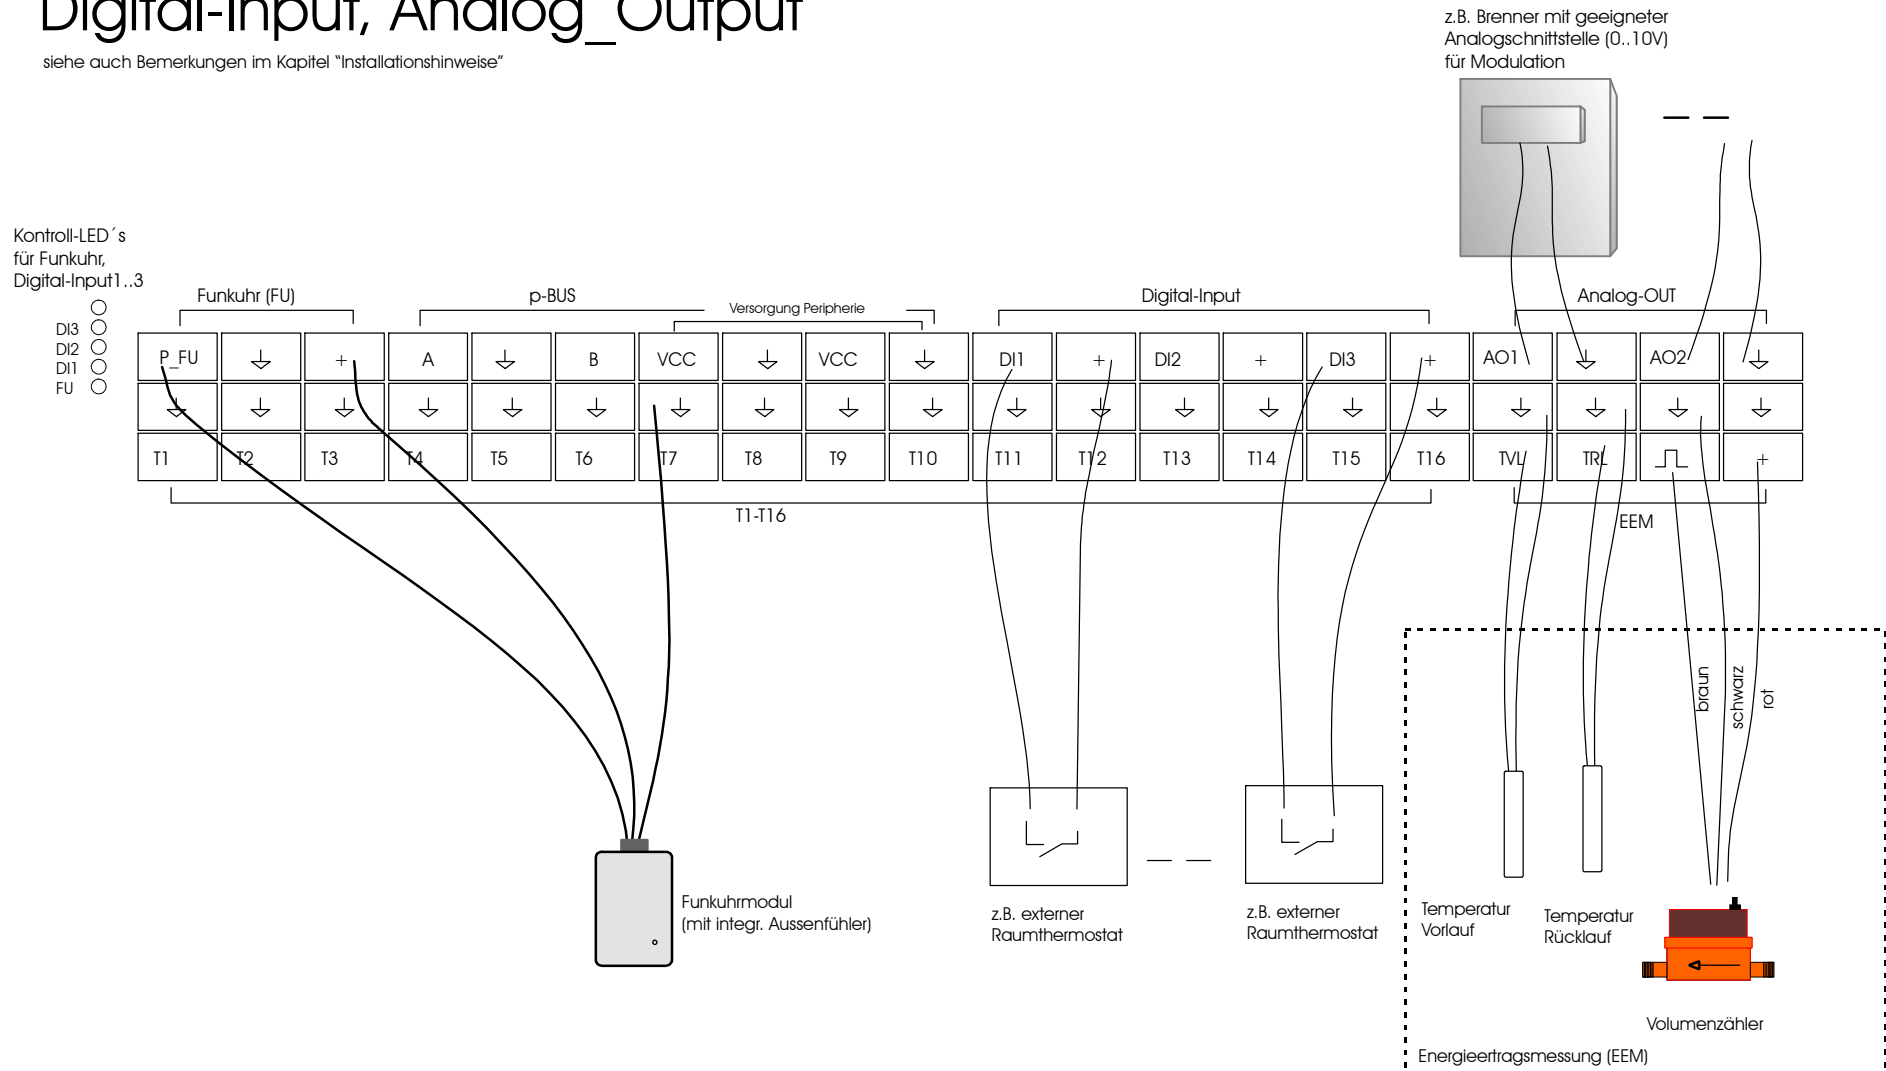 Digital-Input, Analog_Output
siehe auch Bemerkungen im Kapitel "Installationshinweise"
z.B. Brenner mit geeigneter
Analogschnittstelle (0..10V)
für Modulation
Kontroll-LED´s
für Funkuhr,
Digital-Input1..3
DI3
DI2
DI1
FU
Funkuhr (FU)
p-BUS
Versorgung Peripherie
Digital-Input
Analog-OUT
P_FU + A B VCC VCC DI1 + DI2 + DI3 + AO1 AO2
T1 T2 T3 T4 T5 T6 T7 T8 T9 T10 T11 T12 T13 T14 T15 T16 TVL TRL +
T1-T16
EEM
braun
schwarz
rot
Funkuhrmodul
(mit integr. Aussenfühler)
z.B. externer
Raumthermostat
z.B. externer
Raumthermostat
Temperatur
Vorlauf
Temperatur
Rücklauf
Volumenzähler
Energieertragsmessung (EEM)